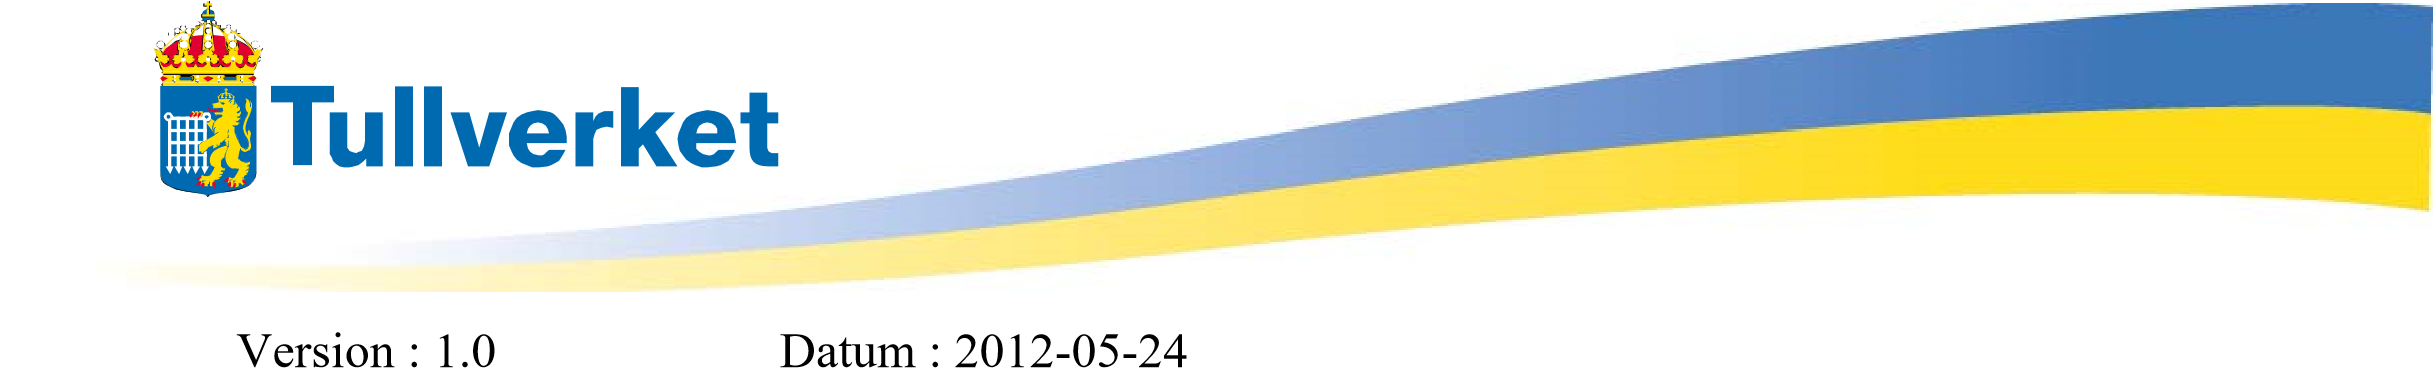 Tullverket
Version : 1.0 Datum : 2012-05-24